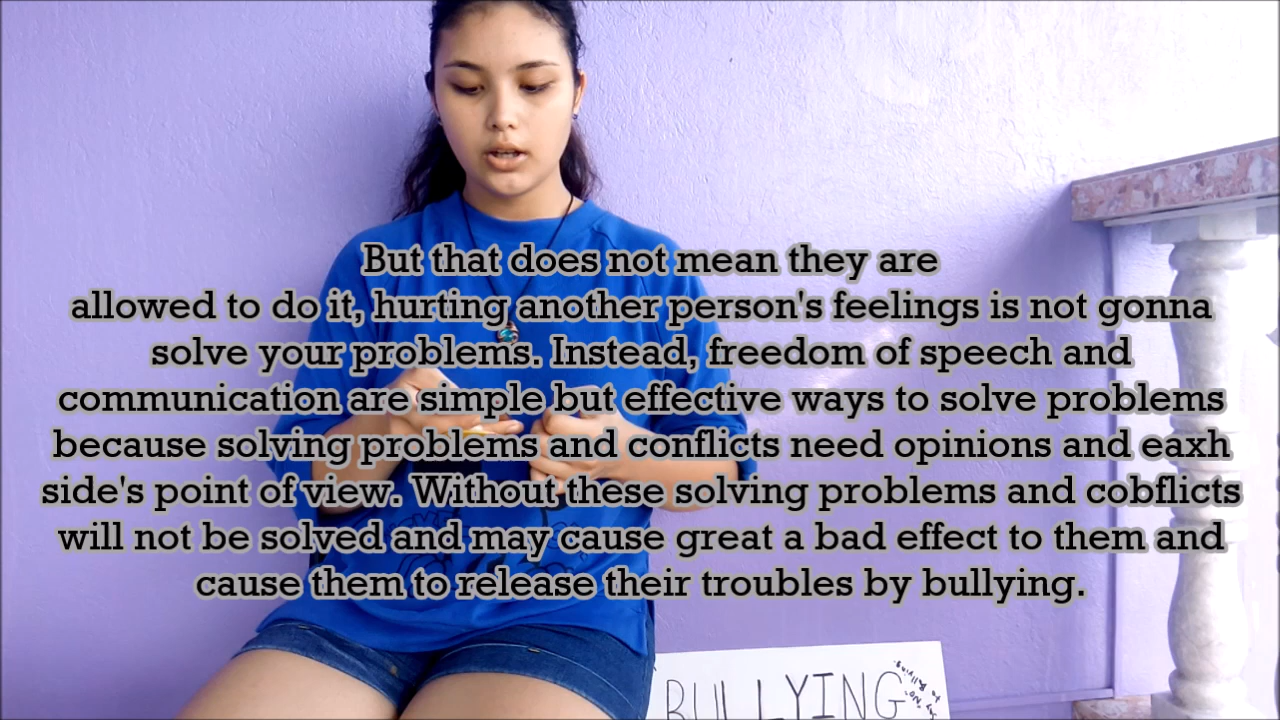 But that does not mean they are
allowed to do it, hurting another person's feelings is not gonna
solve your problems. Instead, freedom of speech and
communication are simple but effective ways to solve problems
because solving problems and conflicts need opinions and eaxh
side's point of view. Without these solving problems and cobflicts
will not be solved and may cause great a bad effect to them and
cause them to release their troubles by bullying.
BULLYING
Say "NO"
to Bullying.